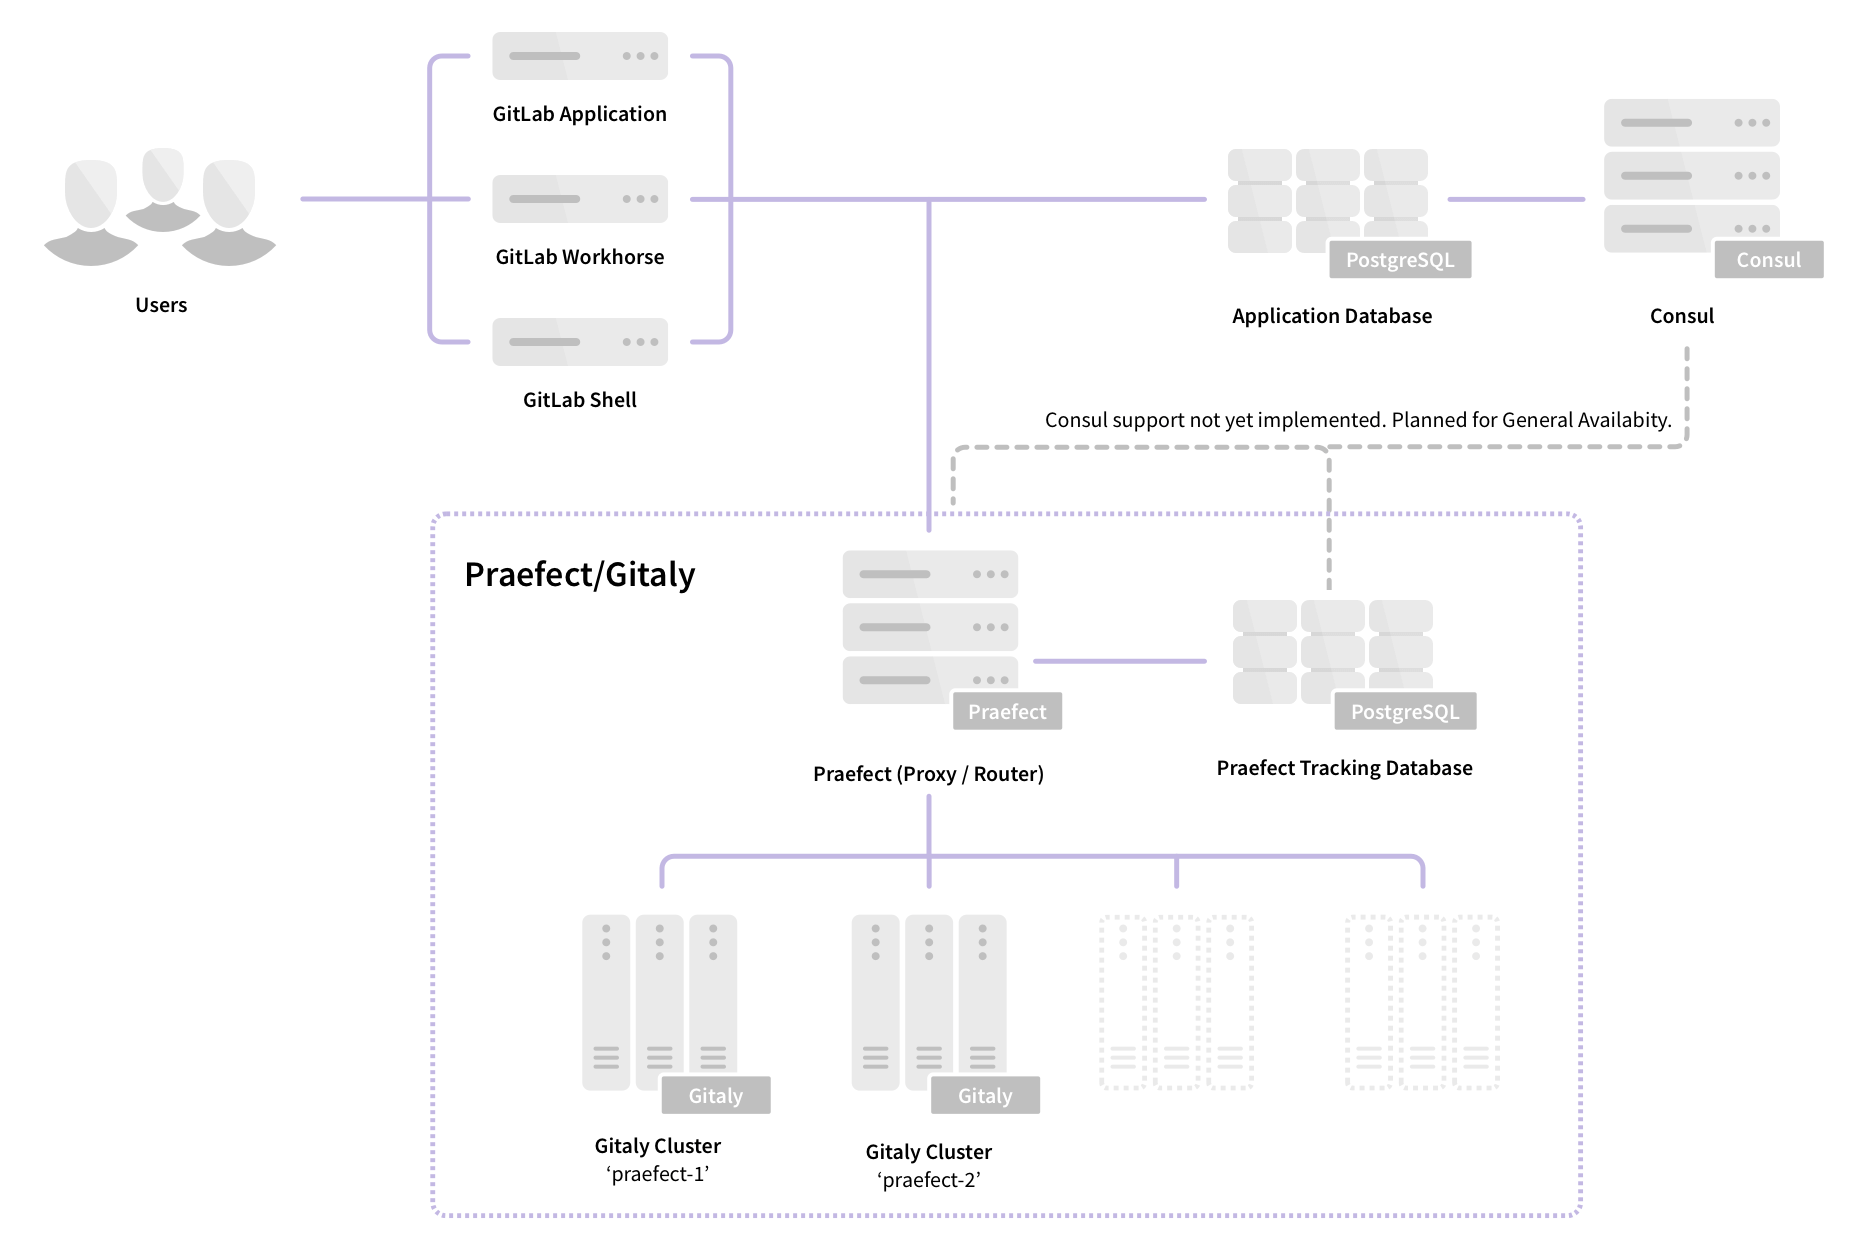 GitLab Application
GitLab Workhorse
GitLab Shell
Users
PostgreSQL
Application Database
Consul
Consul
Consul support not yet implemented. Planned for General Availabity.
Praefect/Gitaly
Praefect
Praefect (Proxy / Router)
PostgreSQL
Praefect Tracking Database
Gitaly
Gitaly Cluster
‘praefect-1’
Gitaly
Gitaly Cluster
‘praefect-2’